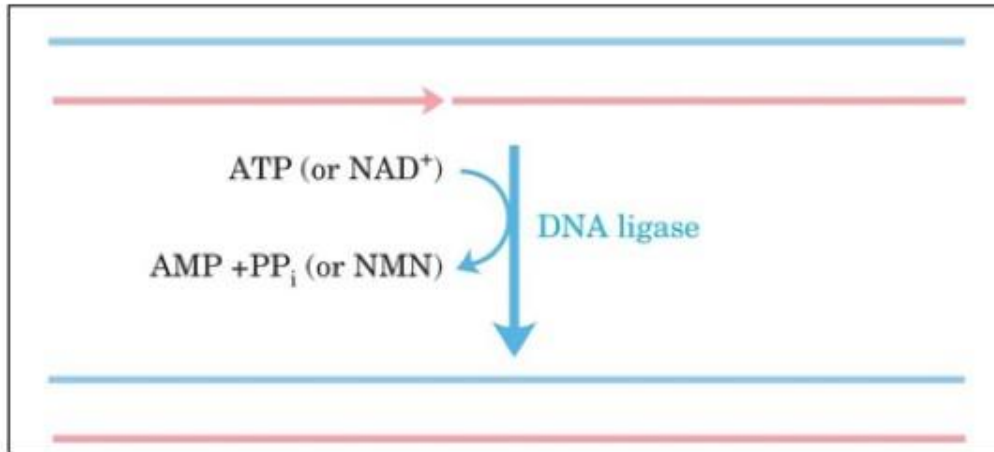 ATP (or NAD⁺)
DNA ligase
AMP +PPᵢ (or NMN)